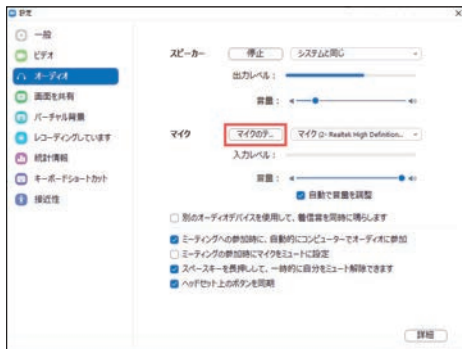 設定
一般
ビデオ
オーディオ
画面を共有
バーチャル背景
レコーディングしています
統計情報
キーボードショートカット
接近性
スピーカー 停止 システムと同じ
出力レベル：
音量：
マイク マイクのテ... マイク (2- Realtek High Definition...
入力レベル：
音量：
自動で音量を調整
別のオーディオデバイスを使用して、着信音を同時に鳴らします
ミーティングへの参加時に、自動的にコンピューターでオーディオに参加
ミーティングの参加時にマイクをミュートに設定
スペースキーを長押しして、一時的に自分をミュート解除できます
ヘッドセット上のボタンを同期
詳細